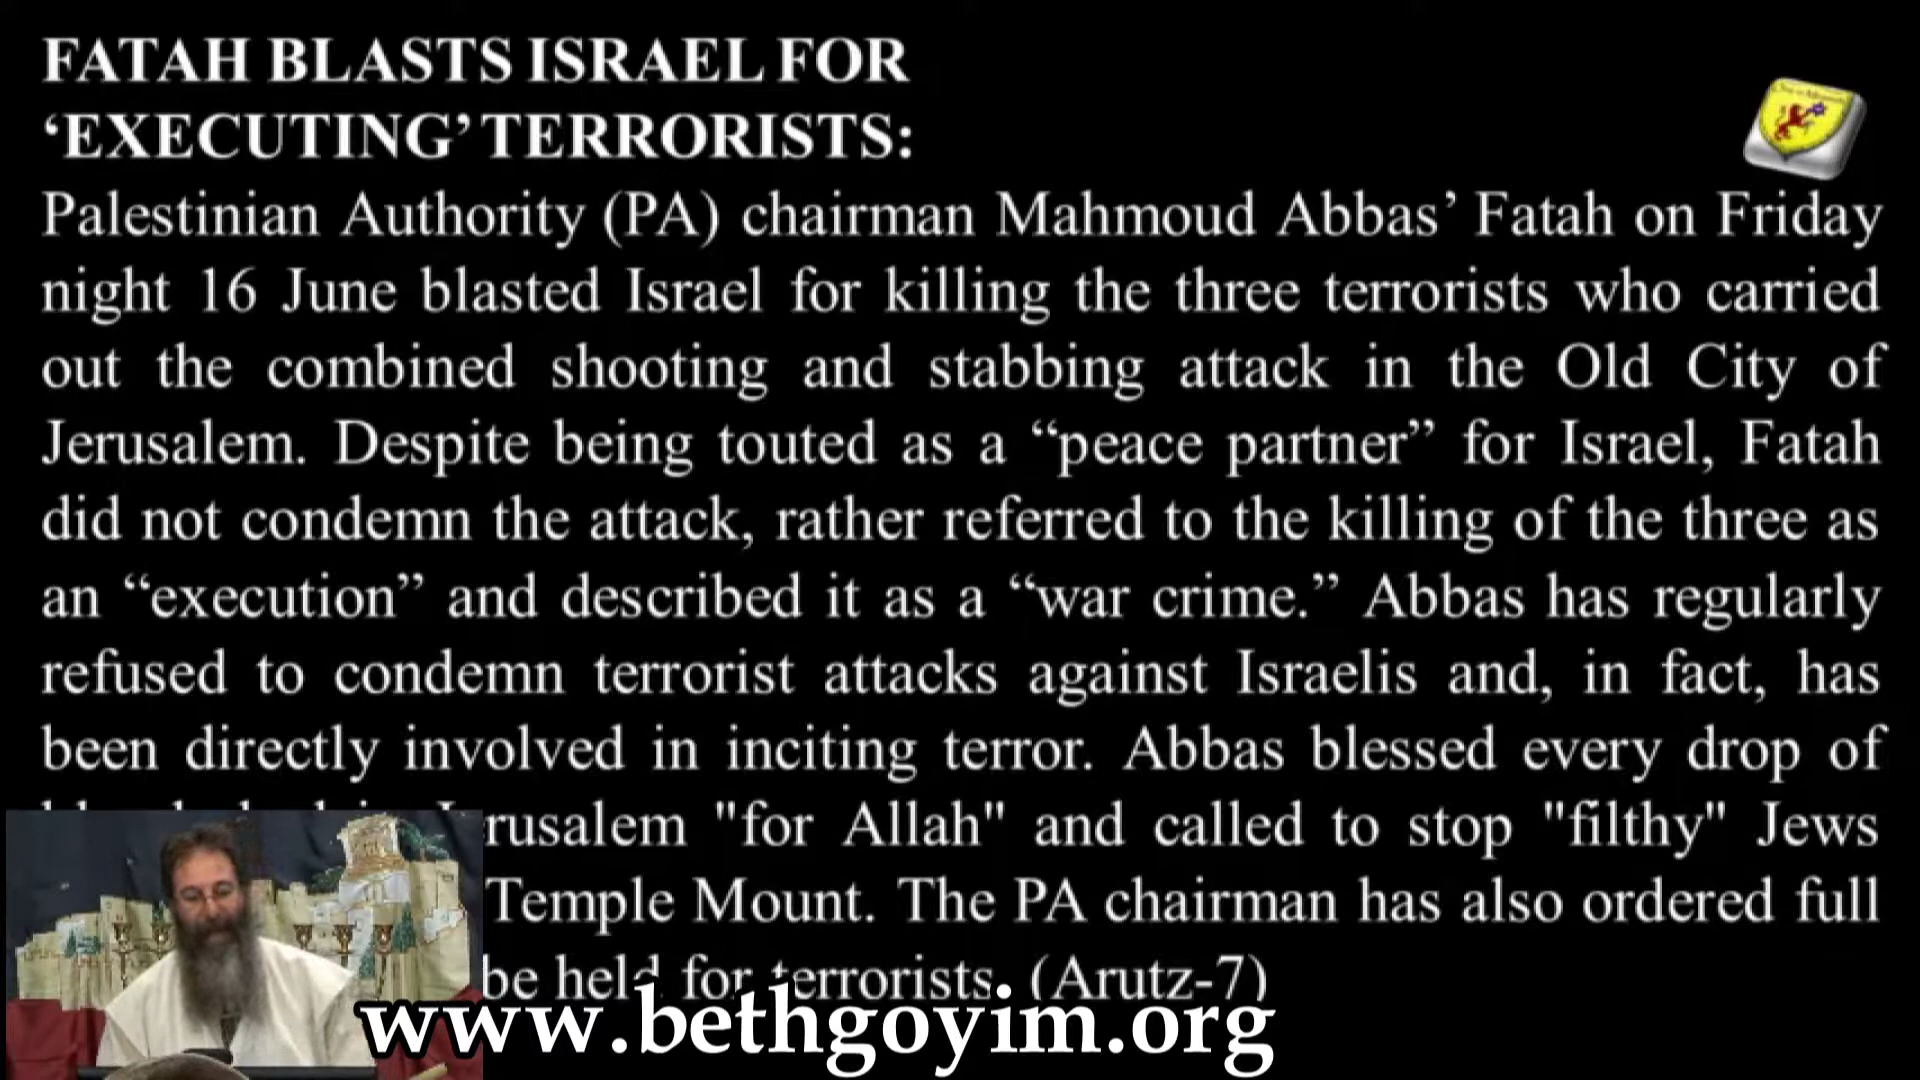 FATAH BLASTS ISRAEL FOR
‘EXECUTING’ TERRORISTS:
Palestinian Authority (PA) chairman Mahmoud Abbas’ Fatah on Friday
night 16 June blasted Israel for killing the three terrorists who carried
out the combined shooting and stabbing attack in the Old City of
Jerusalem. Despite being touted as a “peace partner” for Israel, Fatah
did not condemn the attack, rather referred to the killing of the three as
an “execution” and described it as a “war crime.” Abbas has regularly
refused to condemn terrorist attacks against Israelis and, in fact, has
been directly involved in inciting terror. Abbas blessed every drop of
rusalem "for Allah" and called to stop "filthy" Jews
Temple Mount. The PA chairman has also ordered full
be held for terrorists. (Arutz-7)
www.bethgoyim.org